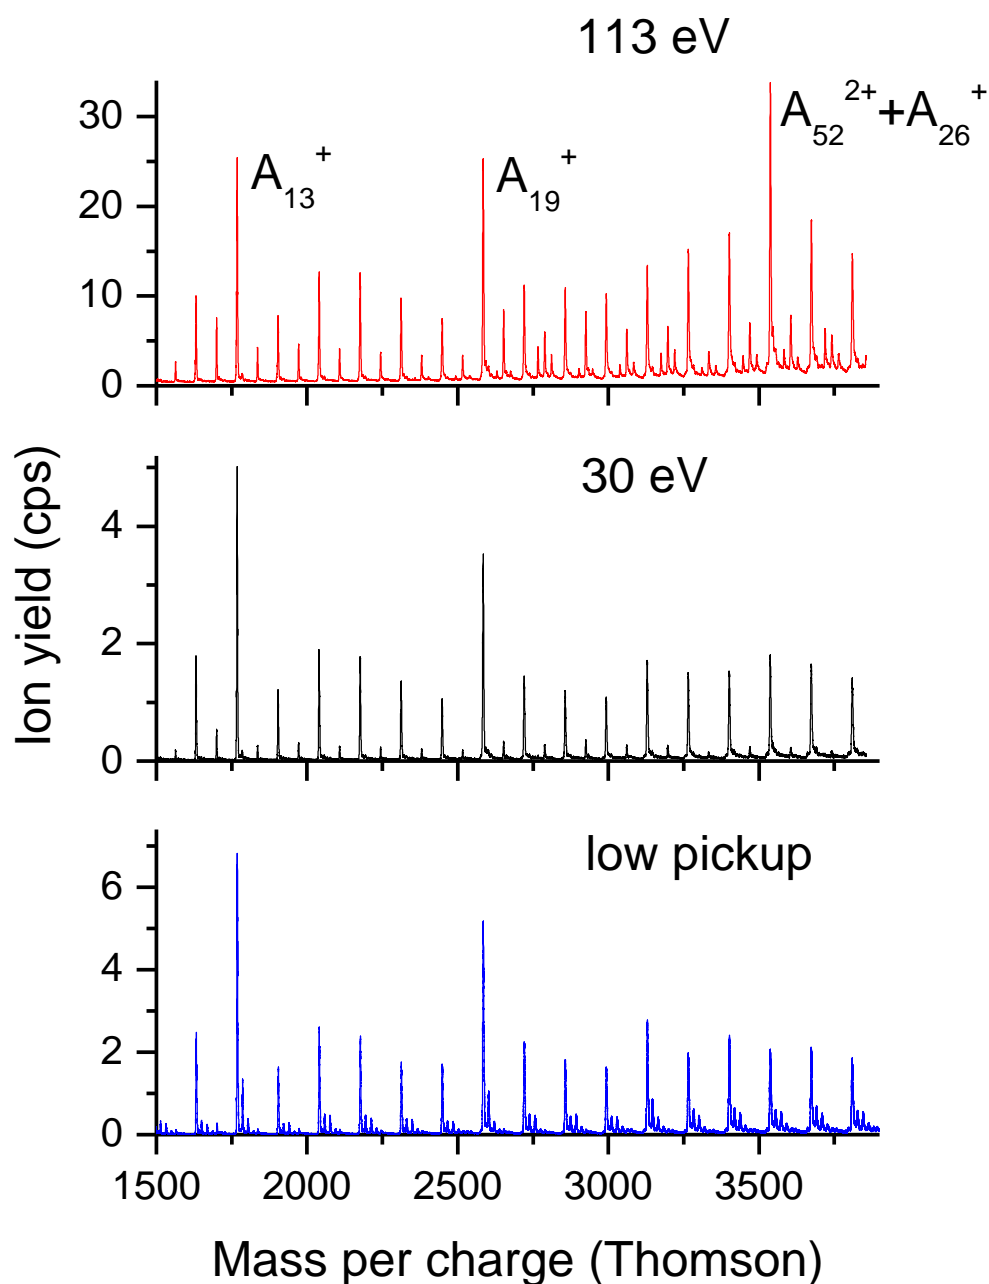 113 eV
A₁₃⁺
A₁₉⁺
A₅₂²⁺+A₂₆⁺
30
20
10
0
30 eV
4
2
0
Ion yield (cps)
low pickup
6
4
2
0
1500 2000 2500 3000 3500
Mass per charge (Thomson)